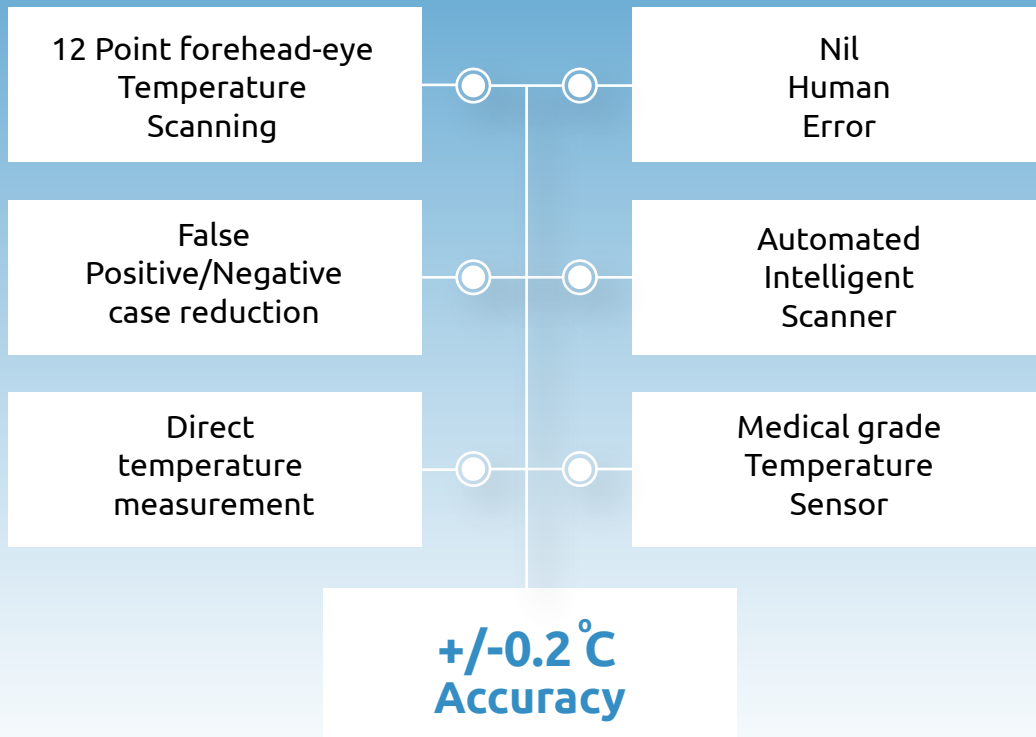 12 Point forehead-eye
Temperature
Scanning
Nil
Human
Error
False
Positive/Negative
case reduction
Automated
Intelligent
Scanner
Direct
temperature
measurement
Medical grade
Temperature
Sensor
+/-0.2°C
Accuracy